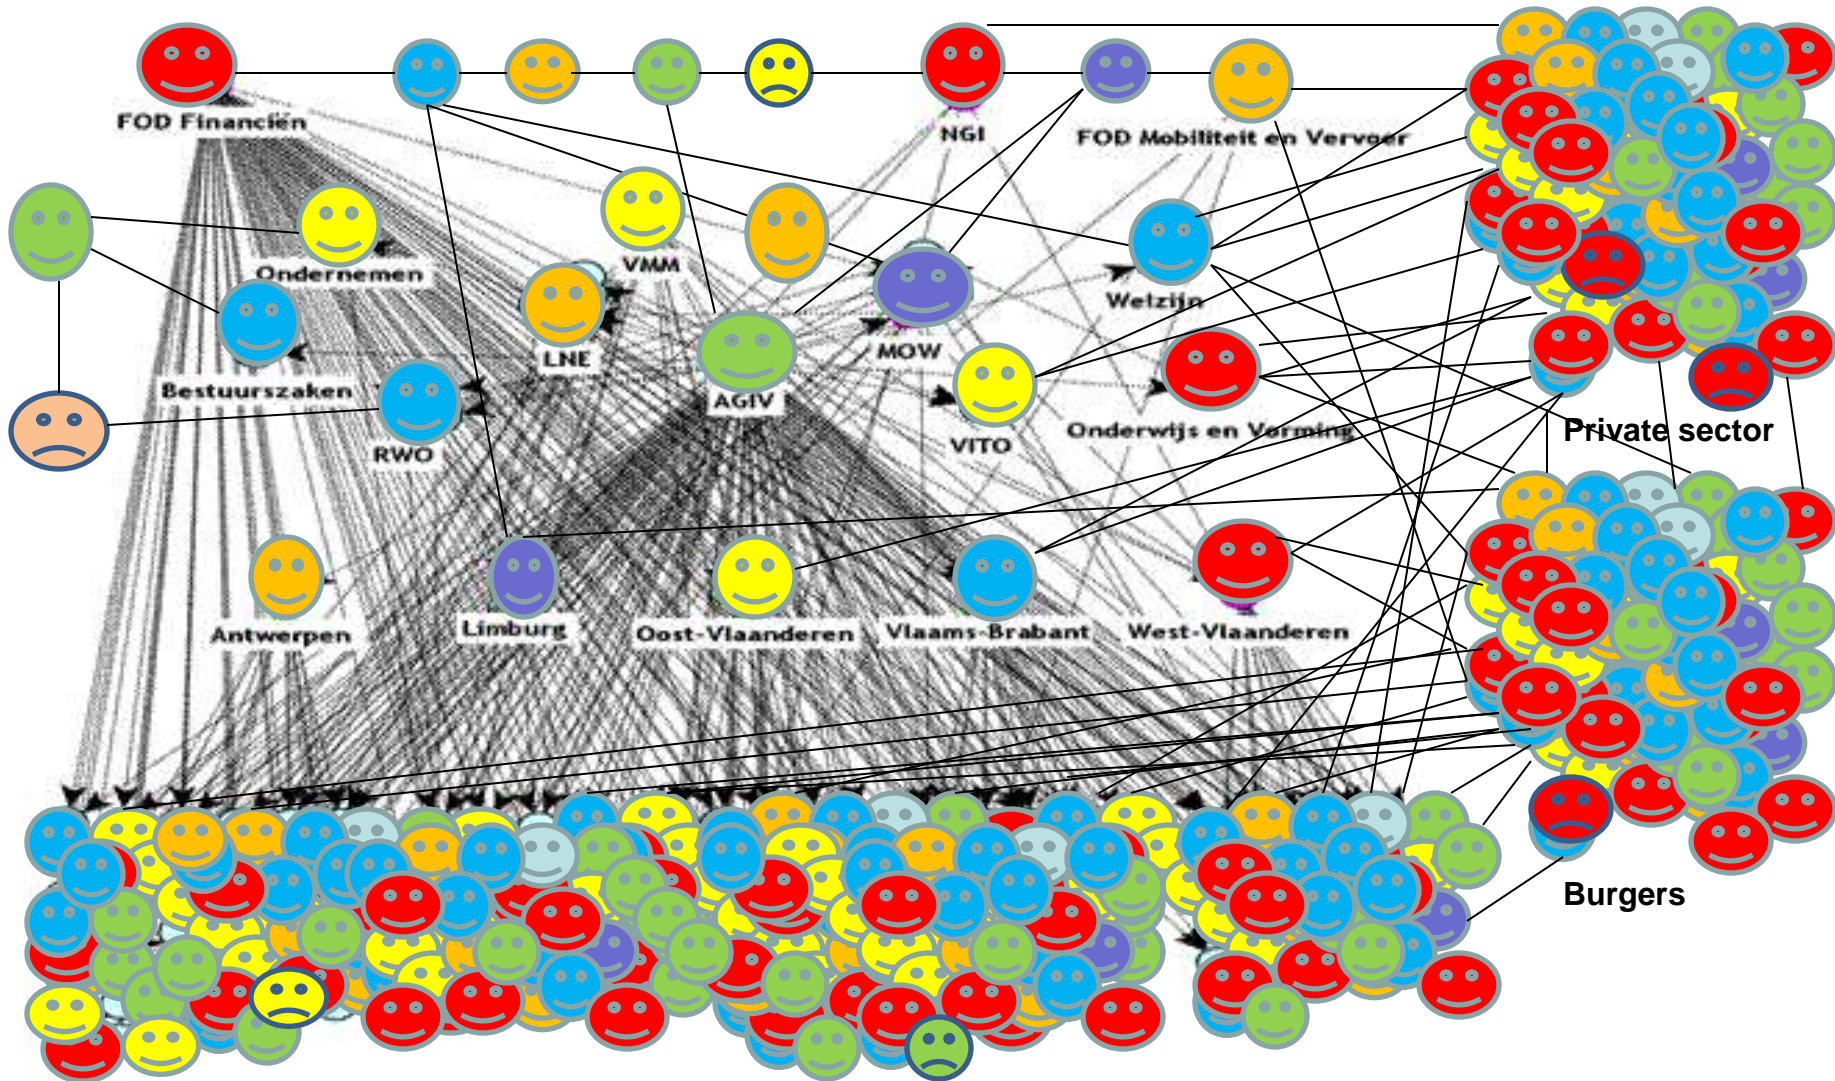 FOD Financiën
NGI
FOD Mobiliteit en Vervoer
Ondernemen
VMM
Welzijn
LNE
MOW
Bestuurszaken
AGIV
RWO
VITO
Onderwijs en Vorming
Private sector
Antwerpen
Limburg
Oost-Vlaanderen
Vlaams-Brabant
West-Vlaanderen
Burgers